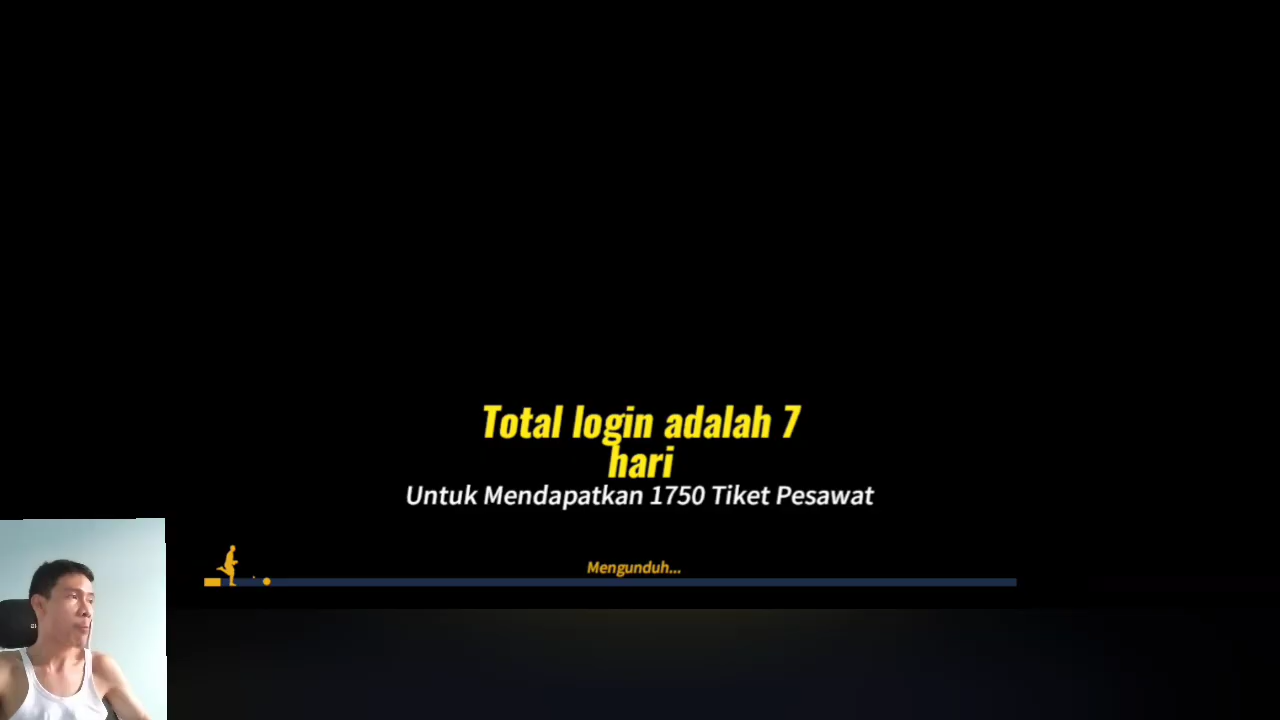 Total login adalah 7
hari
Untuk Mendapatkan 1750 Tiket Pesawat
Mengunduh...